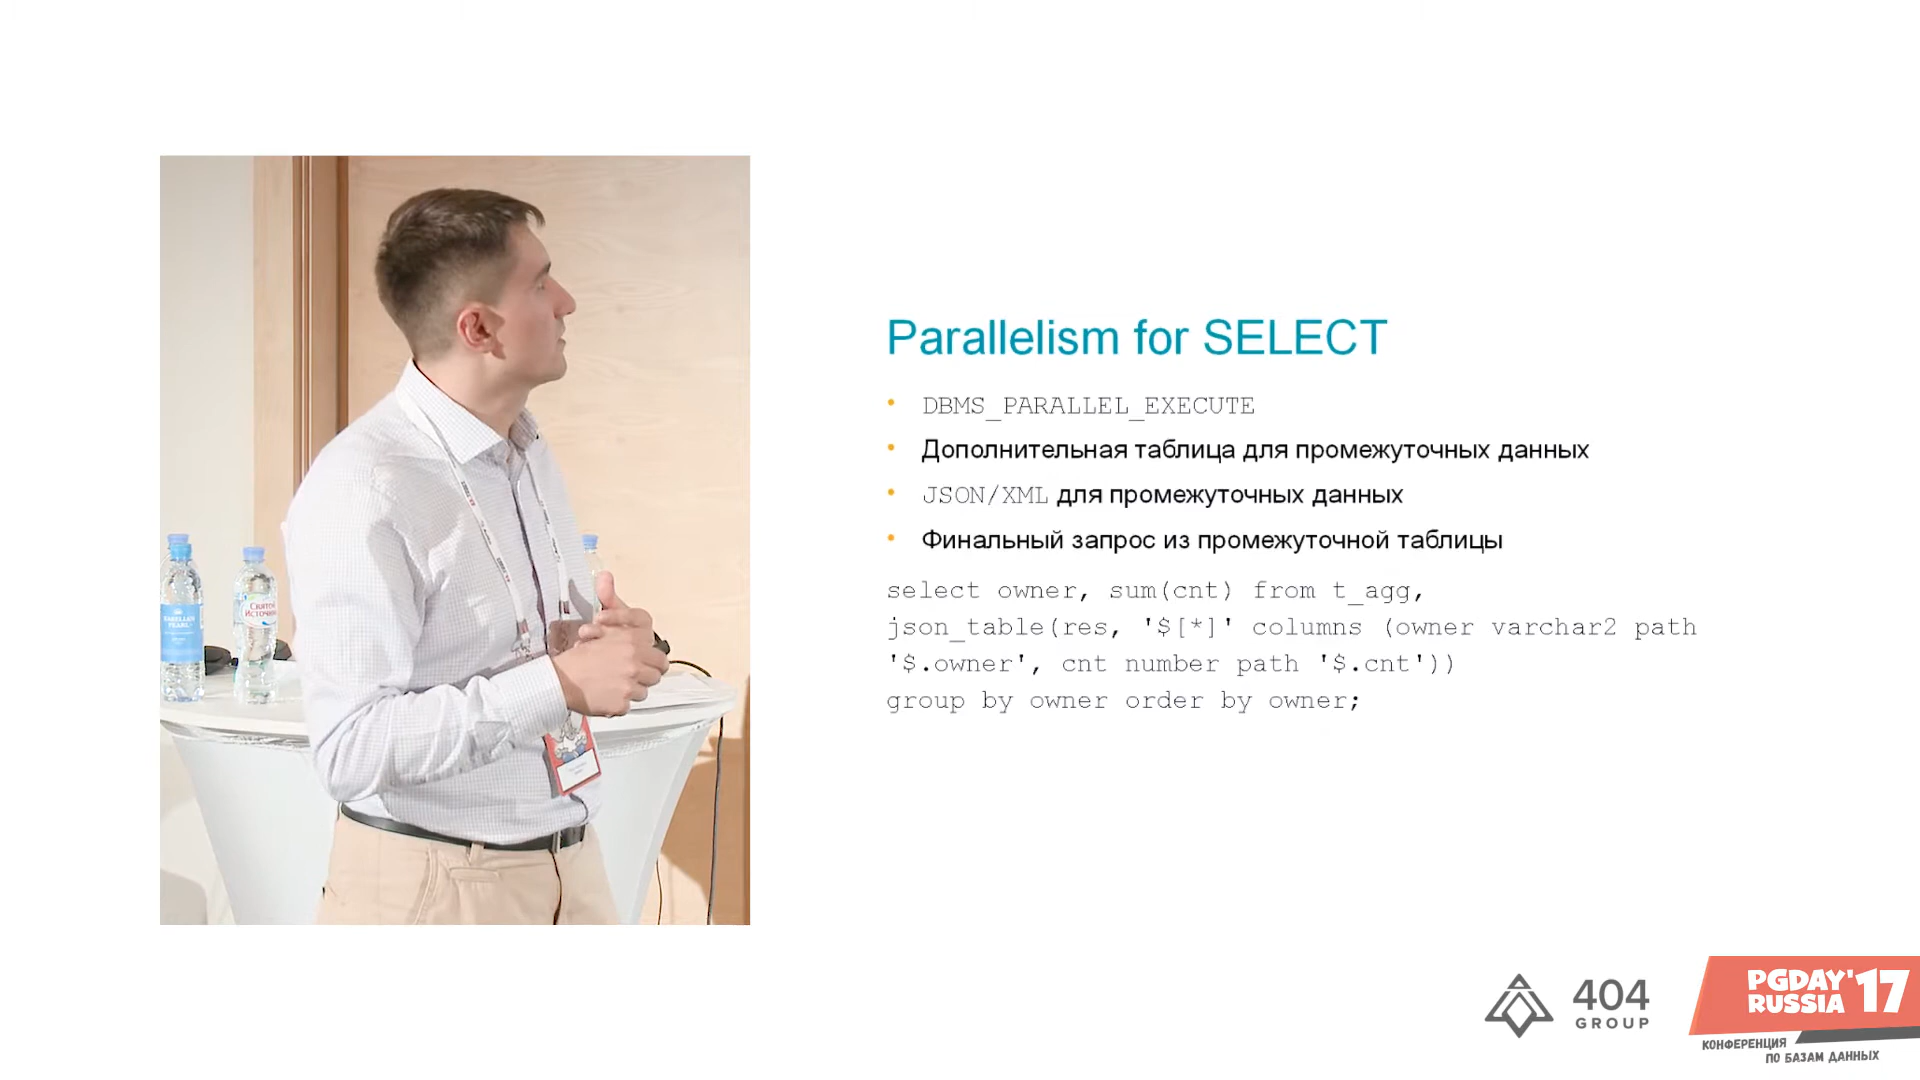 Parallelism for SELECT
• DBMS_PARALLEL_EXECUTE
• Дополнительная таблица для промежуточных данных
• JSON/XML для промежуточных данных
• Финальный запрос из промежуточной таблицы
select owner, sum(cnt) from t_agg,
json_table(res, '$[*]' columns (owner varchar2 path
'$.owner', cnt number path '$.cnt'))
group by owner order by owner;
Святой
Источник
404
GROUP
PGDAY'17
RUSSIA
КОНФЕРЕНЦИЯ
ПО БАЗАМ ДАННЫХ